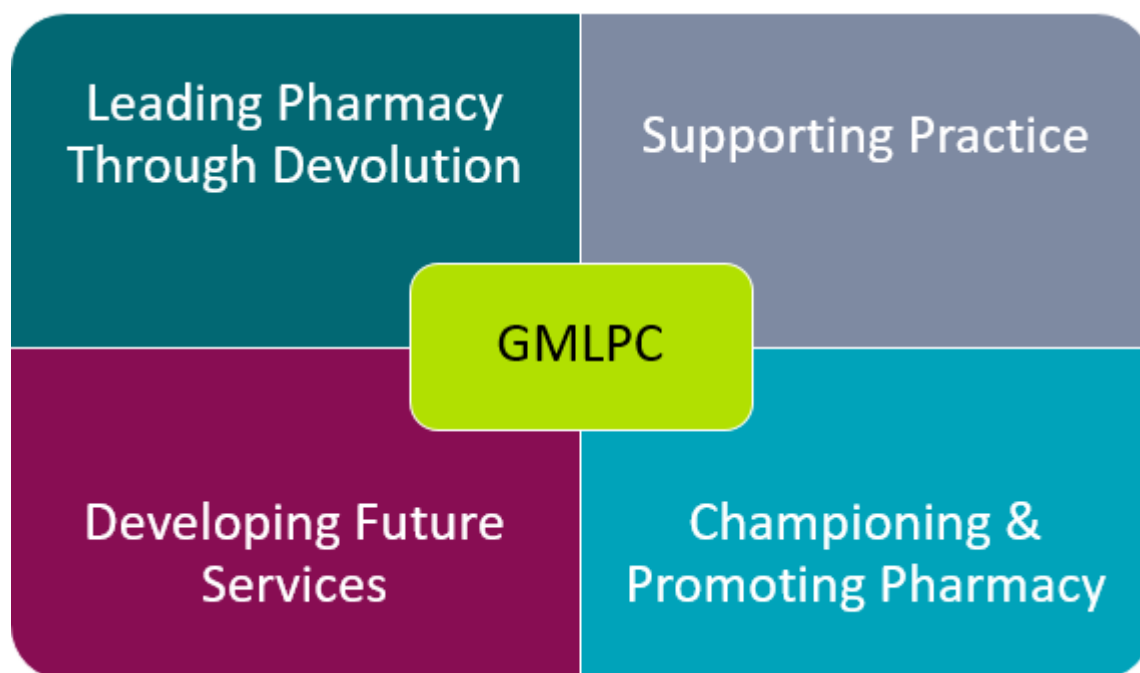 Leading Pharmacy
Through Devolution
Supporting Practice
GMLPC
Developing Future
Services
Championing &
Promoting Pharmacy